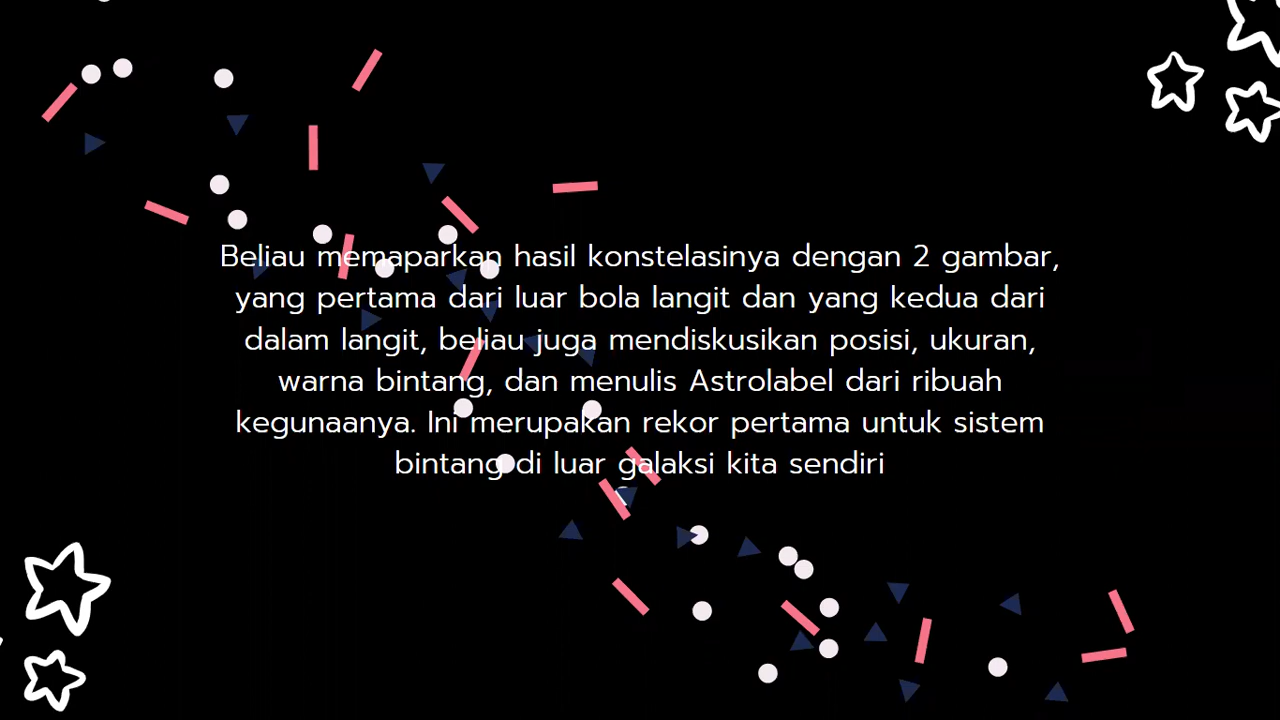 Beliau memaparkan hasil konstelasinya dengan 2 gambar,
yang pertama dari luar bola langit dan yang kedua dari
dalam langit, beliau juga mendiskusikan posisi, ukuran,
warna bintang, dan menulis Astrolabel dari ribuah
kegunaanya. Ini merupakan rekor pertama untuk sistem
bintang di luar galaksi kita sendiri